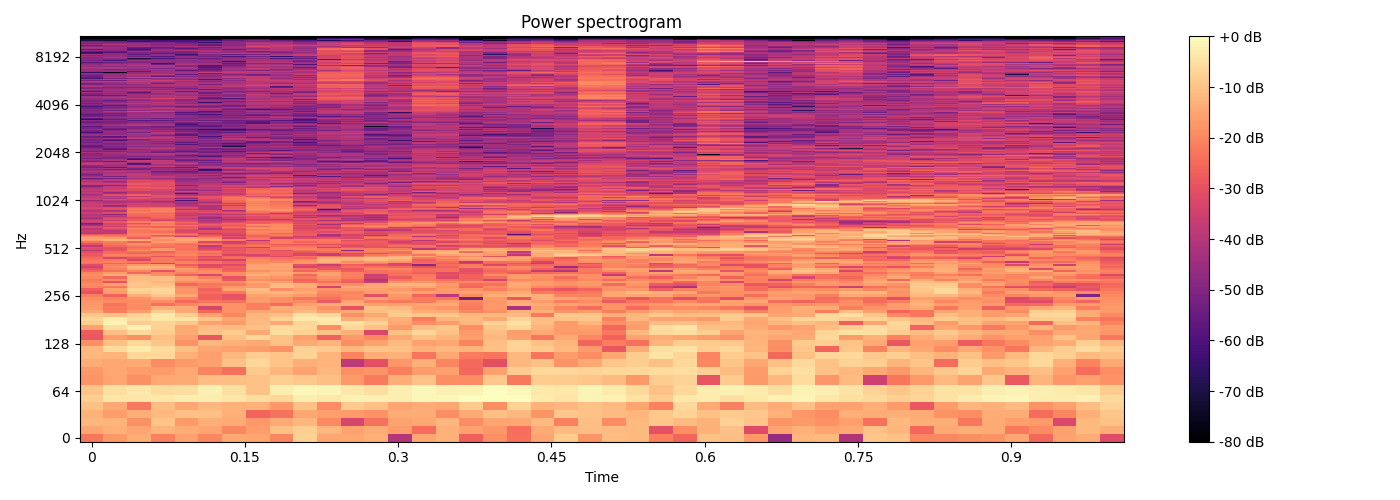 Power spectrogram
Hz
8192
4096
2048
1024
512
256
128
64
0
0 0.15 0.3 0.45 0.6 0.75 0.9
Time
+0 dB
-10 dB
-20 dB
-30 dB
-40 dB
-50 dB
-60 dB
-70 dB
-80 dB